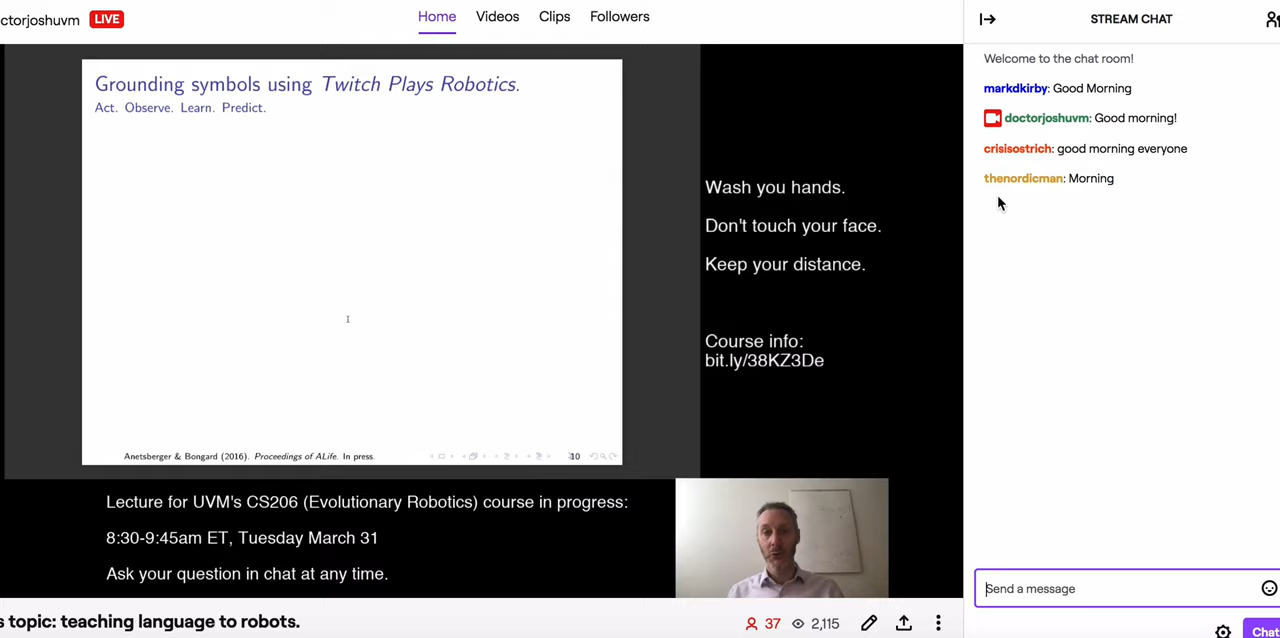 ctorjoshuvm LIVE
Home Videos Clips Followers
STREAM CHAT
Grounding symbols using Twitch Plays Robotics.
Act. Observe. Learn. Predict.
Anetsberger & Bongard (2016). Proceedings of ALife. In press.
10
Wash you hands.
Don't touch your face.
Keep your distance.
Course info:
bit.ly/38KZ3De
Lecture for UVM's CS206 (Evolutionary Robotics) course in progress:
8:30-9:45am ET, Tuesday March 31
Ask your question in chat at any time.
s topic: teaching language to robots.
37 2,115
Welcome to the chat room!
markdkirby: Good Morning
doctorjoshuvm: Good morning!
crisisostrich: good morning everyone
thenordicman: Morning
Send a message
Chat